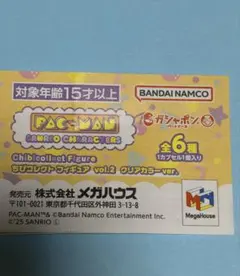 対象年齢15才以上
BANDAI NAMCO
PAC-MAN
SANRIO CHARACTERS
ガシャポン
Chibicollect Figure
ちびコレクト フィギュア vol.2 クリアカラーver.
全6種
1カプセル1個入り
発売元 株式会社 メガハウス
〒101-0021 東京都千代田区外神田 3-13-8
MegaHouse
PAC-MAN™& ©Bandai Namco Entertainment Inc.
©'25 SANRIO